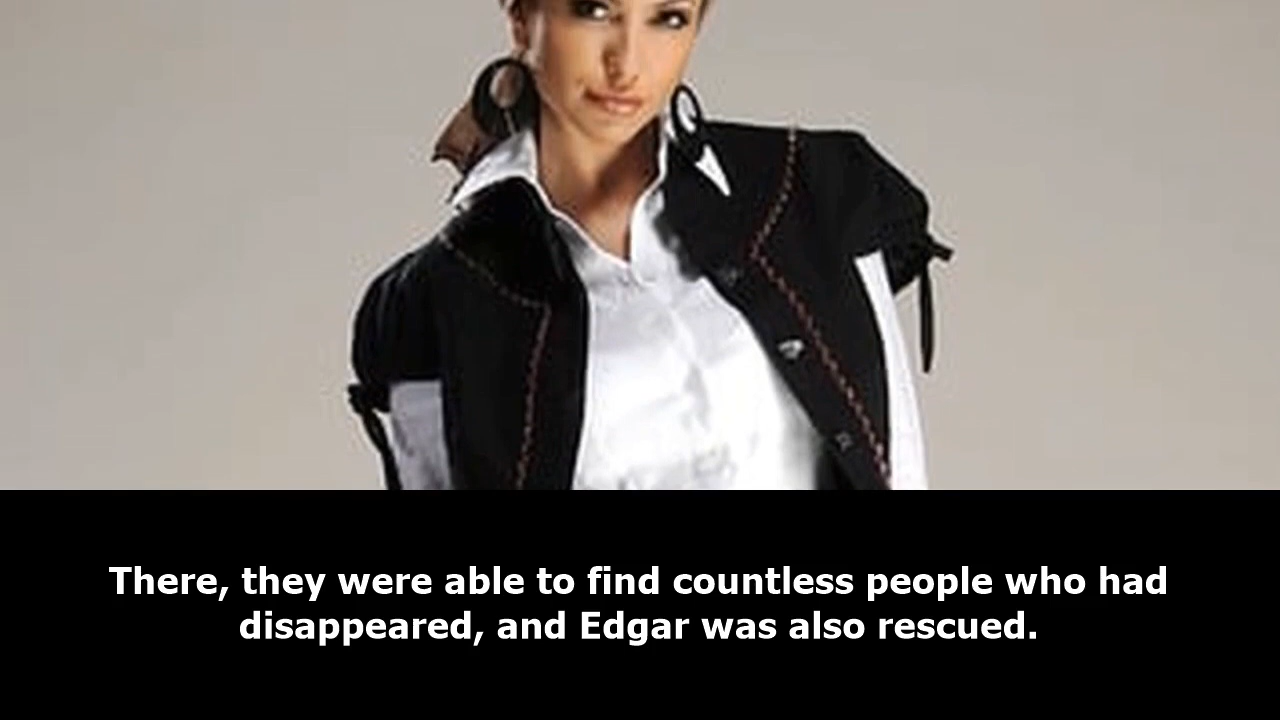 There, they were able to find countless people who had
disappeared, and Edgar was also rescued.